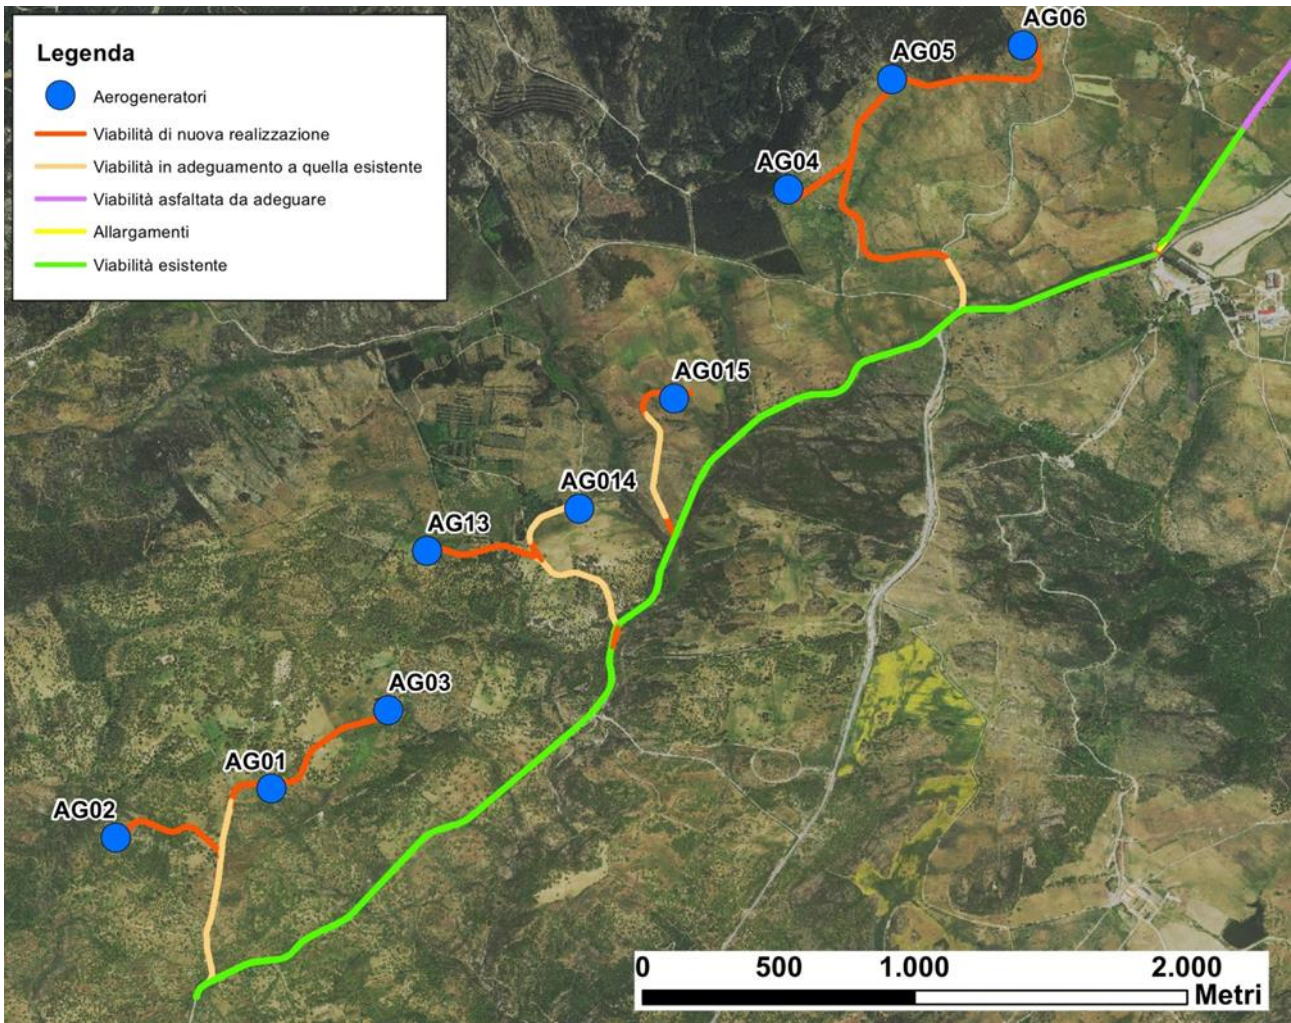 Legenda
Aerogeneratori
Viabilità di nuova realizzazione
Viabilità in adeguamento a quella esistente
Viabilità asfaltata da adeguare
Allargamenti
Viabilità esistente
AG06
AG05
AG04
AG015
AG014
AG13
AG03
AG01
AG02
0 500 1.000 2.000
Metri